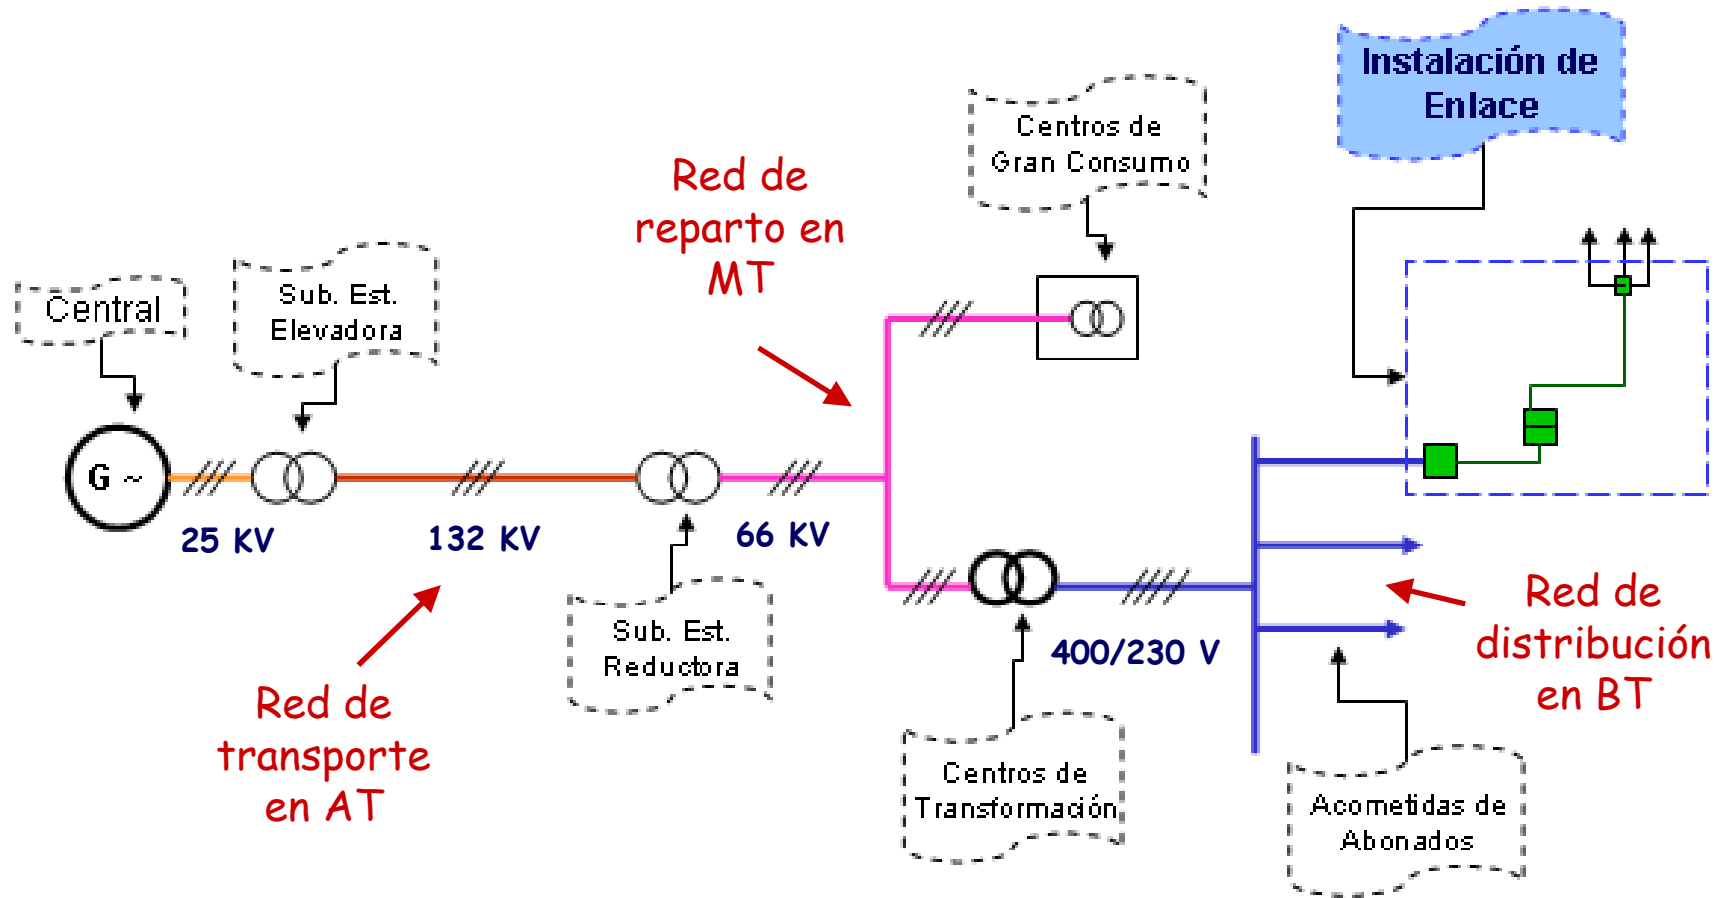 Instalación de
Enlace
Centros de
Gran Consumo
Red de
reparto en
MT
Central
Sub. Est.
Elevadora
G ~
25 KV
132 KV
66 KV
Sub. Est.
Reductora
400/230 V
Red de
distribución
en BT
Red de
transporte
en AT
Centros de
Transformación
Acometidas de
Abonados